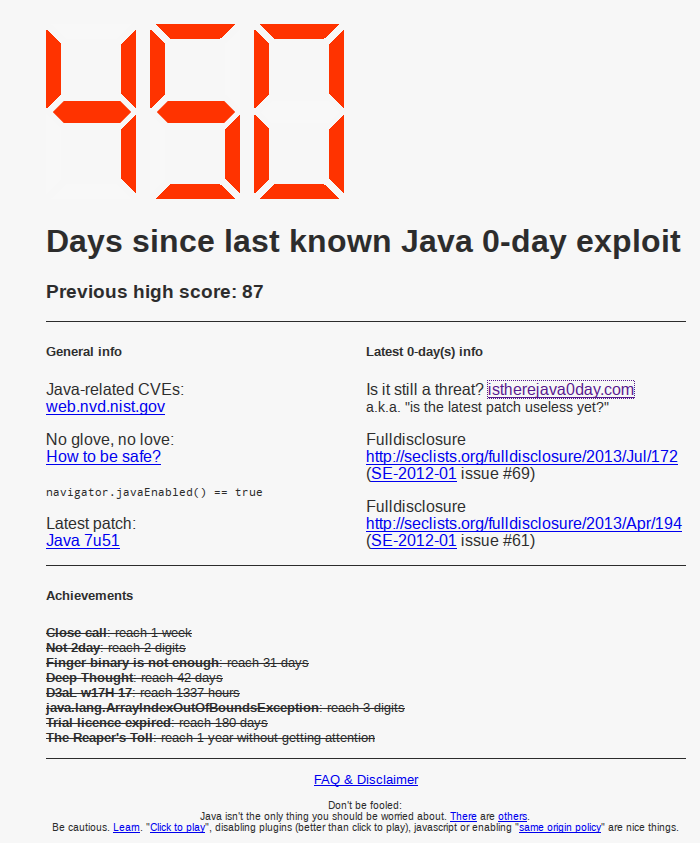 450
Days since last known Java 0-day exploit
Previous high score: 87
General info
Java-related CVEs:
web.nvd.nist.gov
No glove, no love:
How to be safe?
navigator.javaEnabled() == true
Latest patch:
Java 7u51
Latest 0-day(s) info
Is it still a threat? istherejava0day.com
a.k.a. "is the latest patch useless yet?"
Fulldisclosure
http://seclists.org/fulldisclosure/2013/Jul/172
(SE-2012-01 issue #69)
Fulldisclosure
http://seclists.org/fulldisclosure/2013/Apr/194
(SE-2012-01 issue #61)
Achievements
Close call: reach 1 week
Not 2day: reach 2 digits
Finger binary is not enough: reach 31 days
Deep Thought: reach 42 days
D3aL w17H 17: reach 1337 hours
java.lang.ArrayIndexOutOfBoundsException: reach 3 digits
Trial licence expired: reach 180 days
The Reaper's Toll: reach 1 year without getting attention
FAQ & Disclaimer
Don't be fooled:
Java isn't the only thing you should be worried about. There are others.
Be cautious. Learn. "Click to play", disabling plugins (better than click to play), javascript or enabling "same origin policy" are nice things.